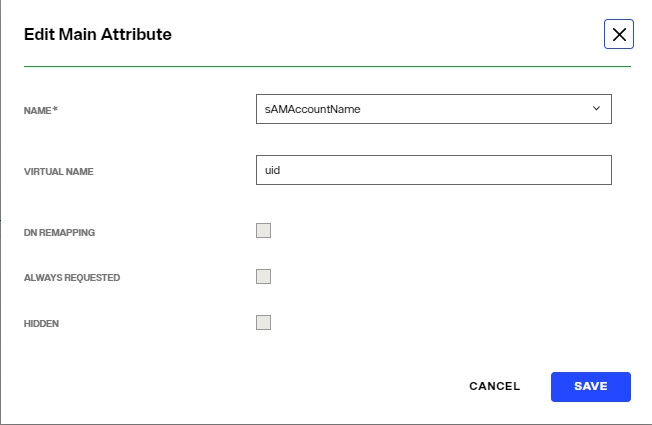 Edit Main Attribute
NAME* sAMAccountName
VIRTUAL NAME uid
DN REMAPPING
ALWAYS REQUESTED
HIDDEN
CANCEL SAVE